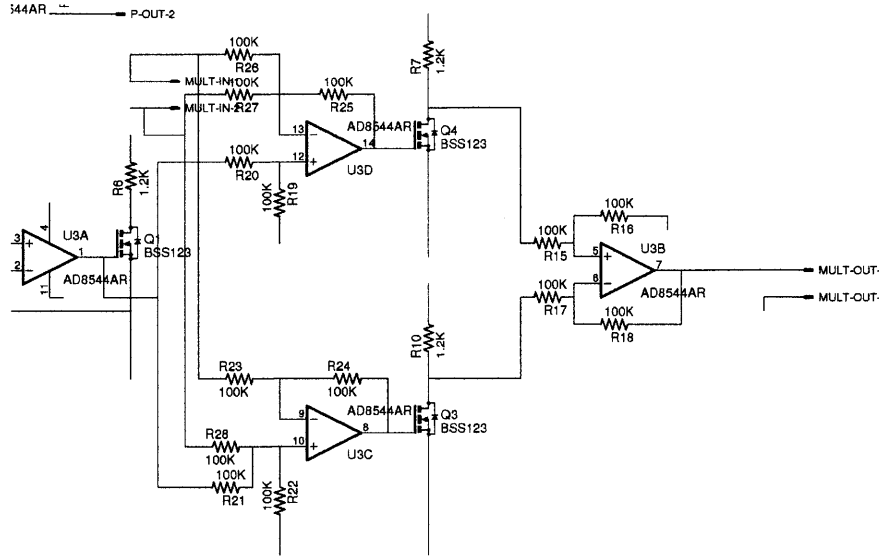 544AR
P-OUT-2
100K
R26
MULT-IN1
100K
R27
MULT-IN-2
100K
R25
R7
1.2K
AD8544AR
Q4
BSS123
13
12
14
U3D
100K
R20
100K
R19
R6
1.2K
4
U3A
3
2
1
11
Q1
BSS123
AD8544AR
100K
R16
100K
R15
U3B
5
6
7
AD8544AR
MULT-OUT-
MULT-OUT-
100K
R17
100K
R18
R10
1.2K
R23
100K
R24
100K
AD8544AR
Q3
BSS123
9
10
8
U3C
R28
100K
100K
R21
100K
R22